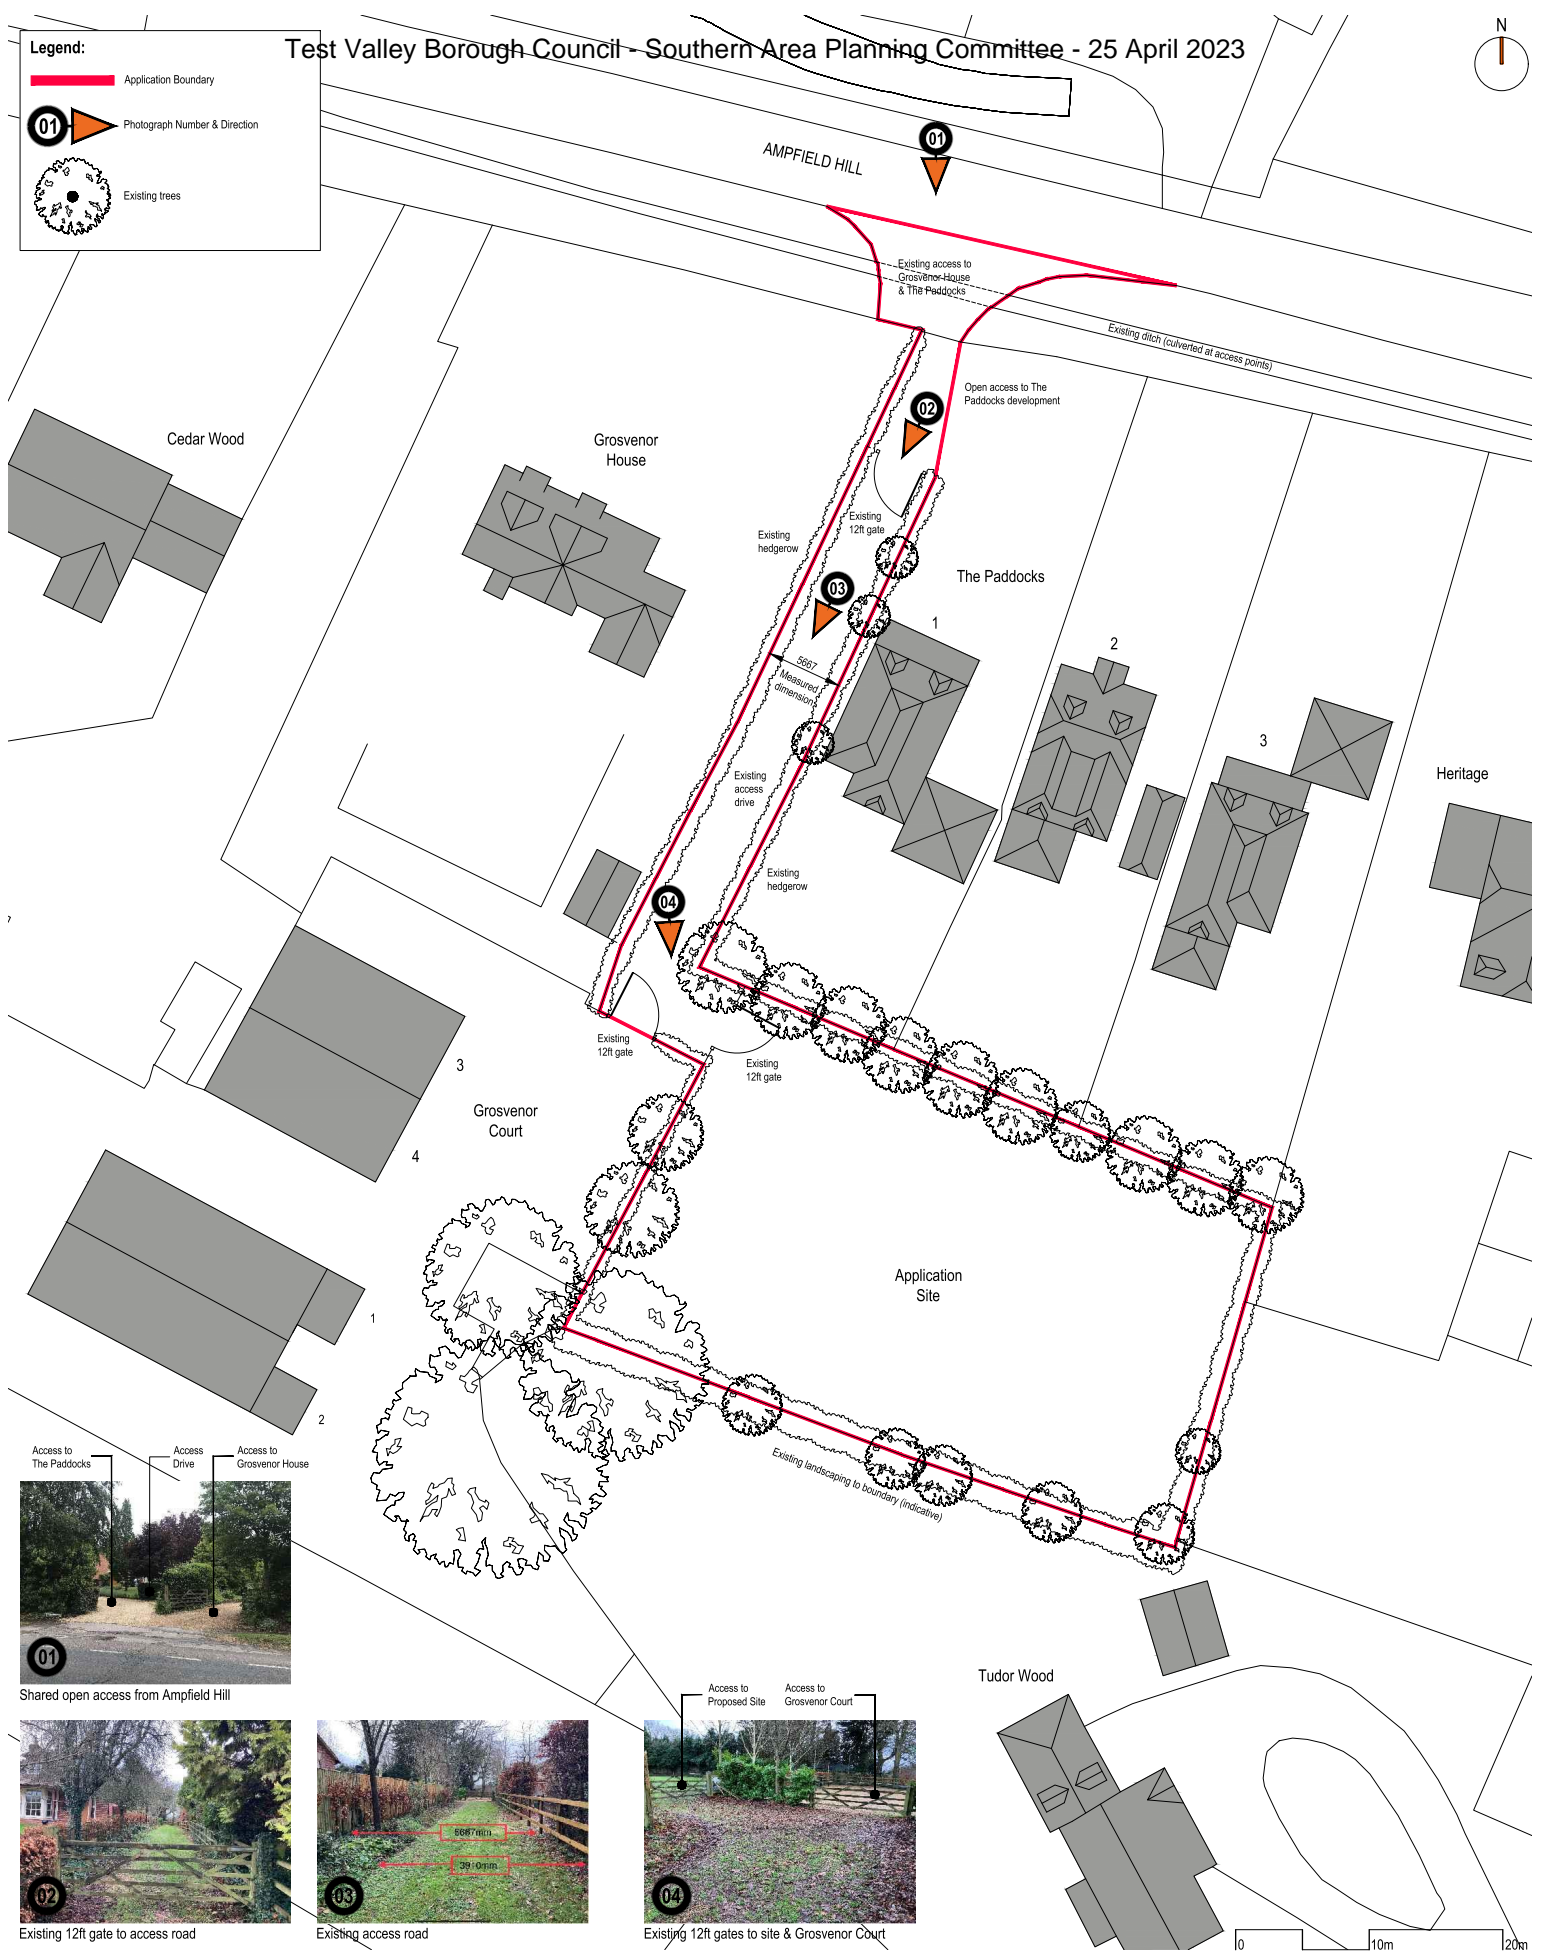 Test Valley Borough Council - Southern Area Planning Committee - 25 April 2023
N
Legend:
Application Boundary
01
Photograph Number & Direction
Existing trees
AMPFIELD HILL
01
Existing access to
Grosvenor House
& The Paddocks
Existing ditch (culverted at access points)
Open access to The
Paddocks development
02
Cedar Wood
Grosvenor
House
Existing
12ft gate
Existing
hedgerow
The Paddocks
03
1
2
5667
Measured
dimension
3
Heritage
Existing
access
drive
Existing
hedgerow
04
Existing
12ft gate
Existing
12ft gate
3
Grosvenor
Court
4
Application
Site
1
2
Existing landscaping to boundary (indicative)
Access to
The Paddocks
Access
Drive
Access to
Grosvenor House
01
Shared open access from Ampfield Hill
Tudor Wood
Access to
Proposed Site
Access to
Grosvenor Court
02
Existing 12ft gate to access road
5667mm
3910mm
03
Existing access road
04
Existing 12ft gates to site & Grosvenor Court
0
10m
20m